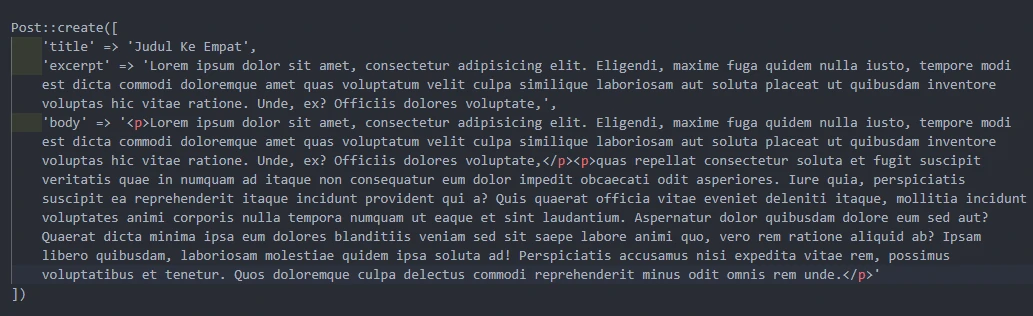 Post::create([
'title' => 'Judul Ke Empat',
'excerpt' => 'Lorem ipsum dolor sit amet, consectetur adipisicing elit. Eligendi, maxime fuga quidem nulla iusto, tempore modi
est dicta commodi doloremque amet quas voluptatum velit culpa similique laboriosam aut soluta placeat ut quibusdam inventore
voluptas hic vitae ratione. Unde, ex? Officiis dolores voluptate,',
'body' => '<p>Lorem ipsum dolor sit amet, consectetur adipisicing elit. Eligendi, maxime fuga quidem nulla iusto, tempore modi
est dicta commodi doloremque amet quas voluptatum velit culpa similique laboriosam aut soluta placeat ut quibusdam inventore
voluptas hic vitae ratione. Unde, ex? Officiis dolores voluptate,</p><p>quas repellat consectetur soluta et fugit suscipit
veritatis quae in numquam ad itaque non consequatur eum dolor impedit obcaecati odit asperiores. Iure quia, perspiciatis
suscipit ea reprehenderit itaque incidunt provident qui a? Quis quaerat officia vitae eveniet deleniti itaque, mollitia incidunt
voluptates animi corporis nulla tempora numquam ut eaque et sint laudantium. Aspernatur dolor quibusdam dolore eum sed aut?
Quaerat dicta minima ipsa eum dolores blanditiis veniam sed sit saepe labore animi quo, vero rem ratione aliquid ab? Ipsam
libero quibusdam, laboriosam molestiae quidem ipsa soluta ad! Perspiciatis accusamus nisi expedita vitae rem, possimus
voluptatibus et tenetur. Quos doloremque culpa delectus commodi reprehenderit minus odit omnis rem unde.</p>'
])